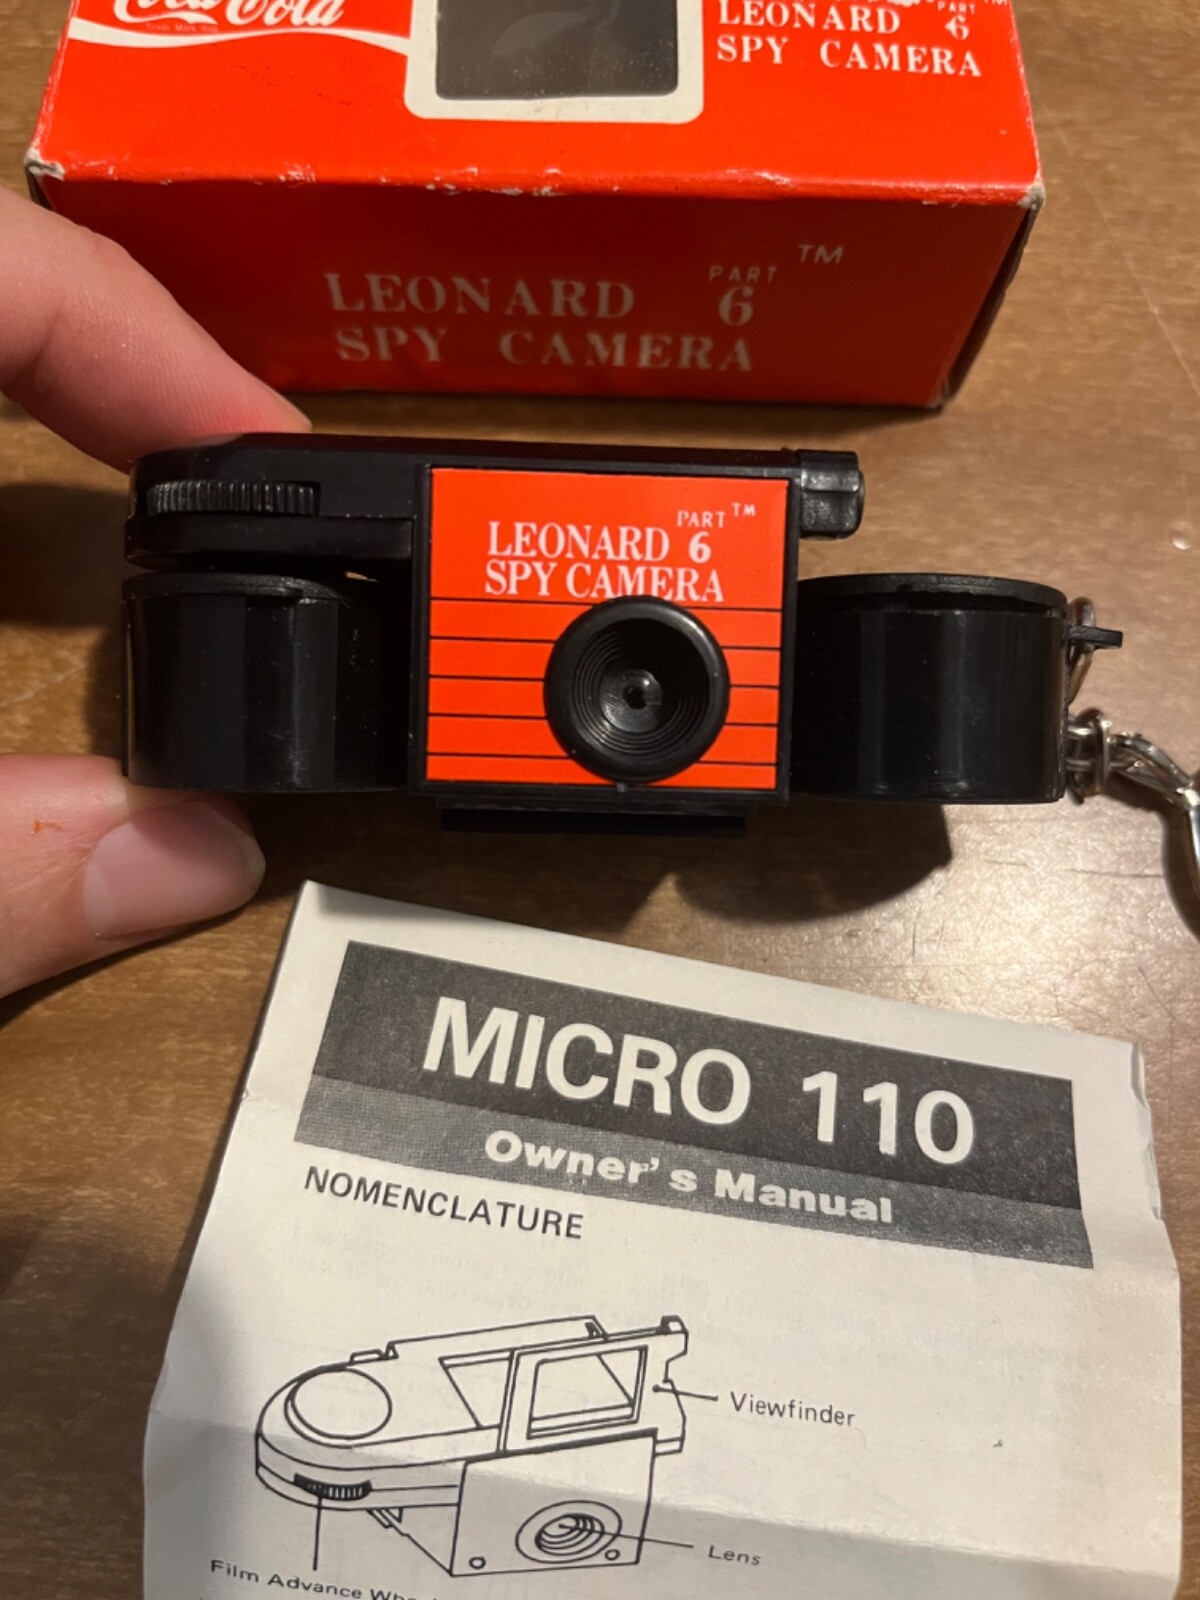 Coca-Cola
LEONARD PART 6 ™
SPY CAMERA
LEONARD PART 6 ™
SPY CAMERA
LEONARD PART 6 ™
SPY CAMERA
MICRO 110
Owner's Manual
NOMENCLATURE
Viewfinder
Lens
Film Advance